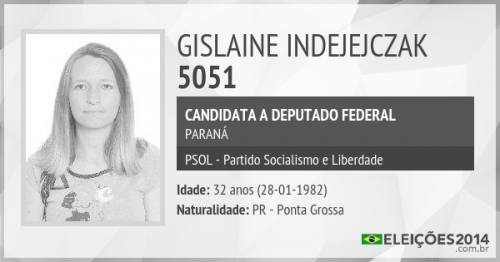 GISLAINE INDEJEJCZAK
5051
CANDIDATA A DEPUTADO FEDERAL
PARANÁ
PSOL - Partido Socialismo e Liberdade
Idade: 32 anos (28-01-1982)
Naturalidade: PR - Ponta Grossa
ELEIÇÕES2014
.com.br